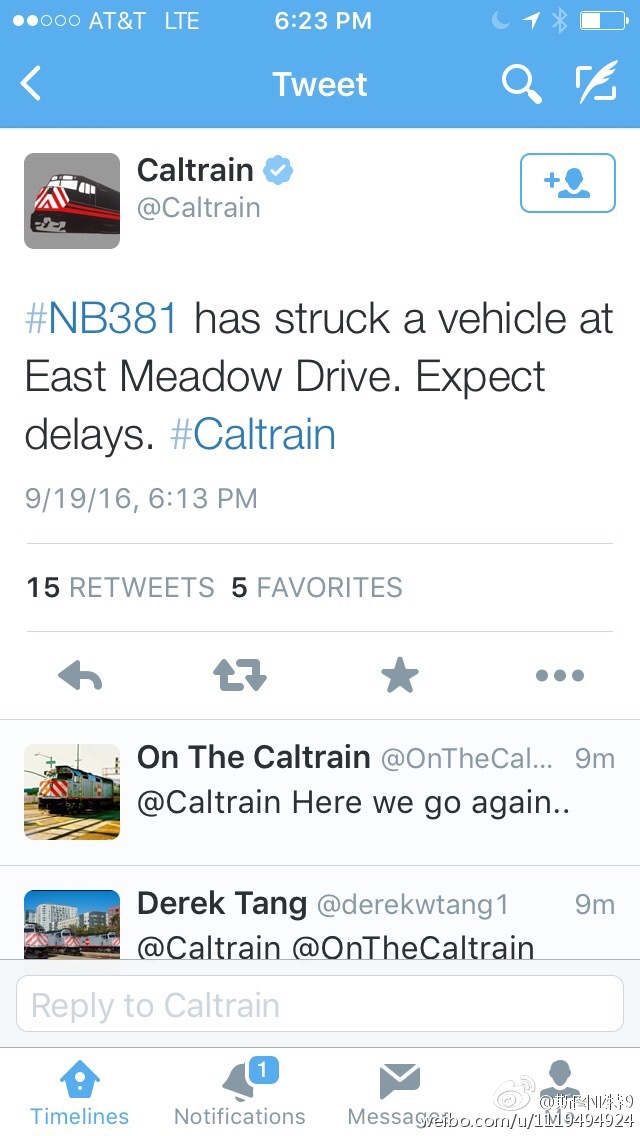 AT&T LTE 6:23 PM
Tweet
Caltrain
@Caltrain
#NB381 has struck a vehicle at
East Meadow Drive. Expect
delays. #Caltrain
9/19/16, 6:13 PM
15 RETWEETS 5 FAVORITES
On The Caltrain @OnTheCal... 9m
@Caltrain Here we go again..
Derek Tang @derekwtang1 9m
@Caltrain @OnTheCaltrain
Reply to Caltrain
1
Timelines Notifications Messages
weibo.com/u/1119494924